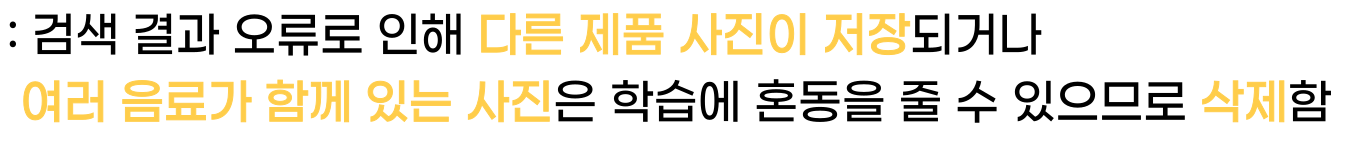 : 검색 결과 오류로 인해 다른 제품 사진이 저장되거나
여러 음료가 함께 있는 사진은 학습에 혼동을 줄 수 있으므로 삭제함